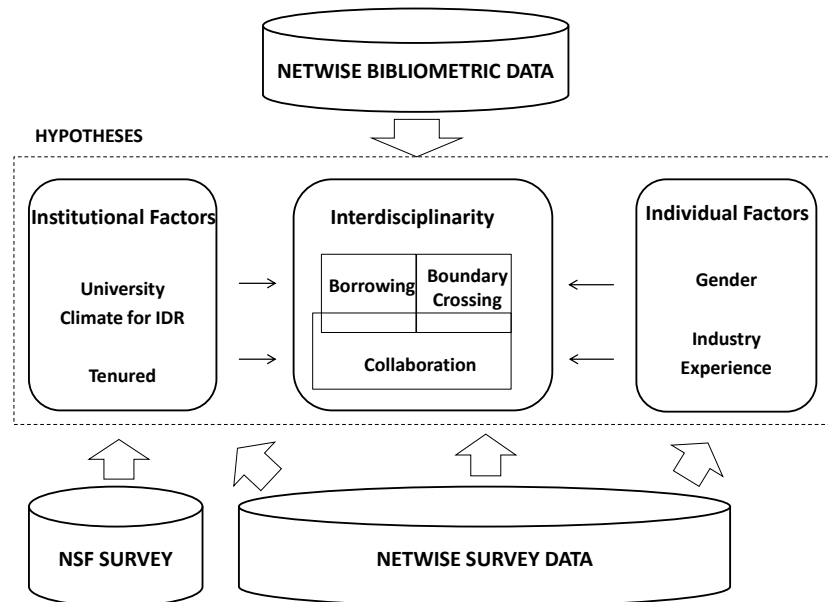 NETWISE BIBLIOMETRIC DATA
HYPOTHESES
Institutional Factors
University
Climate for IDR
Tenured
Interdisciplinarity
Borrowing
Boundary
Crossing
Collaboration
Individual Factors
Gender
Industry
Experience
NSF SURVEY
NETWISE SURVEY DATA